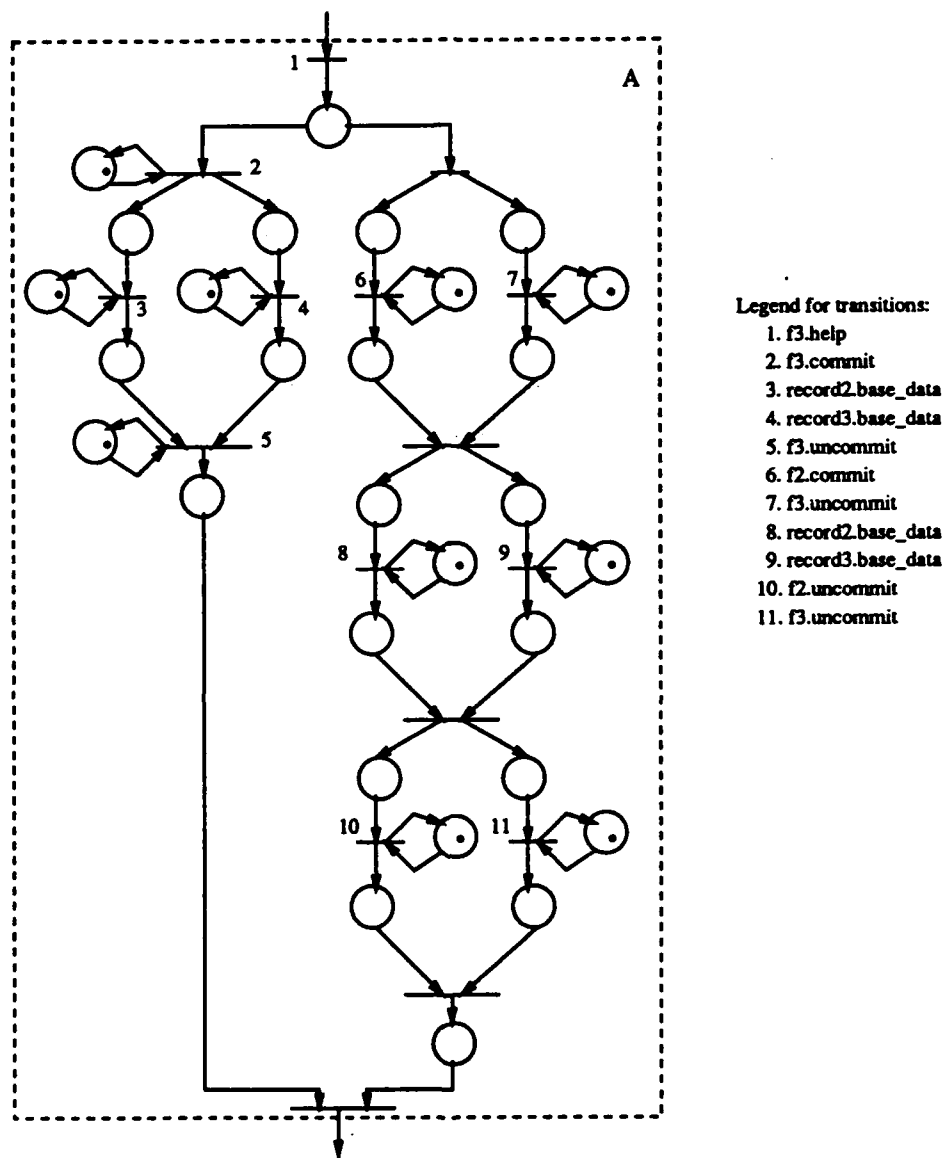 1
A
2
3
4
6
7
5
8
9
10
11
Legend for transitions:
1. f3.help
2. f3.commit
3. record2.base_data
4. record3.base_data
5. f3.uncommit
6. f2.commit
7. f3.uncommit
8. record2.base_data
9. record3.base_data
10. f2.uncommit
11. f3.uncommit